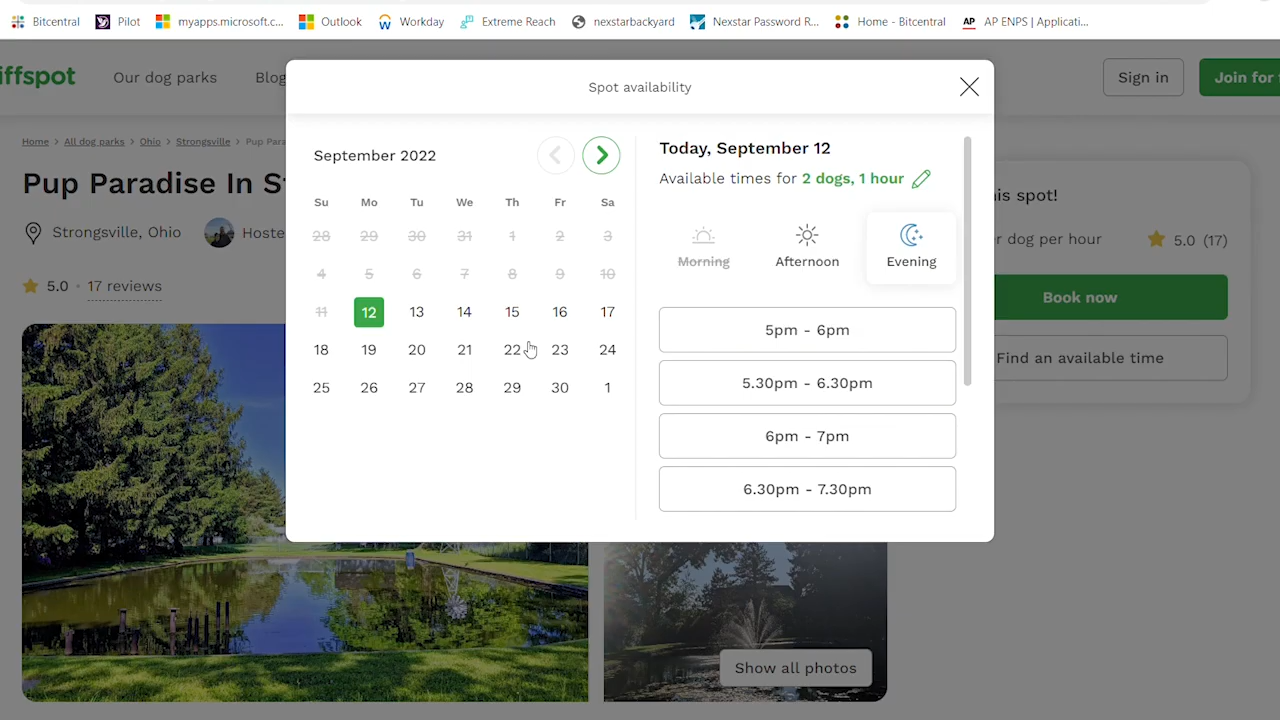 Bitcentral Pilot myapps.microsoft.c... Outlook Workday Extreme Reach nexstarbackyard Nexstar Password R... Home - Bitcentral AP AP ENPS | Applicati...
iffspot Our dog parks Blog Sign in Join for f
Spot availability
Home > All dog parks > Ohio > Strongsville > Pup Para
Pup Paradise In St
Strongsville, Ohio Hoste
5.0 • 17 reviews
September 2022
Su Mo Tu We Th Fr Sa
28 29 30 31 1 2 3
4 5 6 7 8 9 10
11 12 13 14 15 16 17
18 19 20 21 22 23 24
25 26 27 28 29 30 1
Today, September 12
Available times for 2 dogs, 1 hour
Morning Afternoon Evening
5pm - 6pm
5.30pm - 6.30pm
6pm - 7pm
6.30pm - 7.30pm
his spot!
r dog per hour 5.0 (17)
Book now
Find an available time
Show all photos